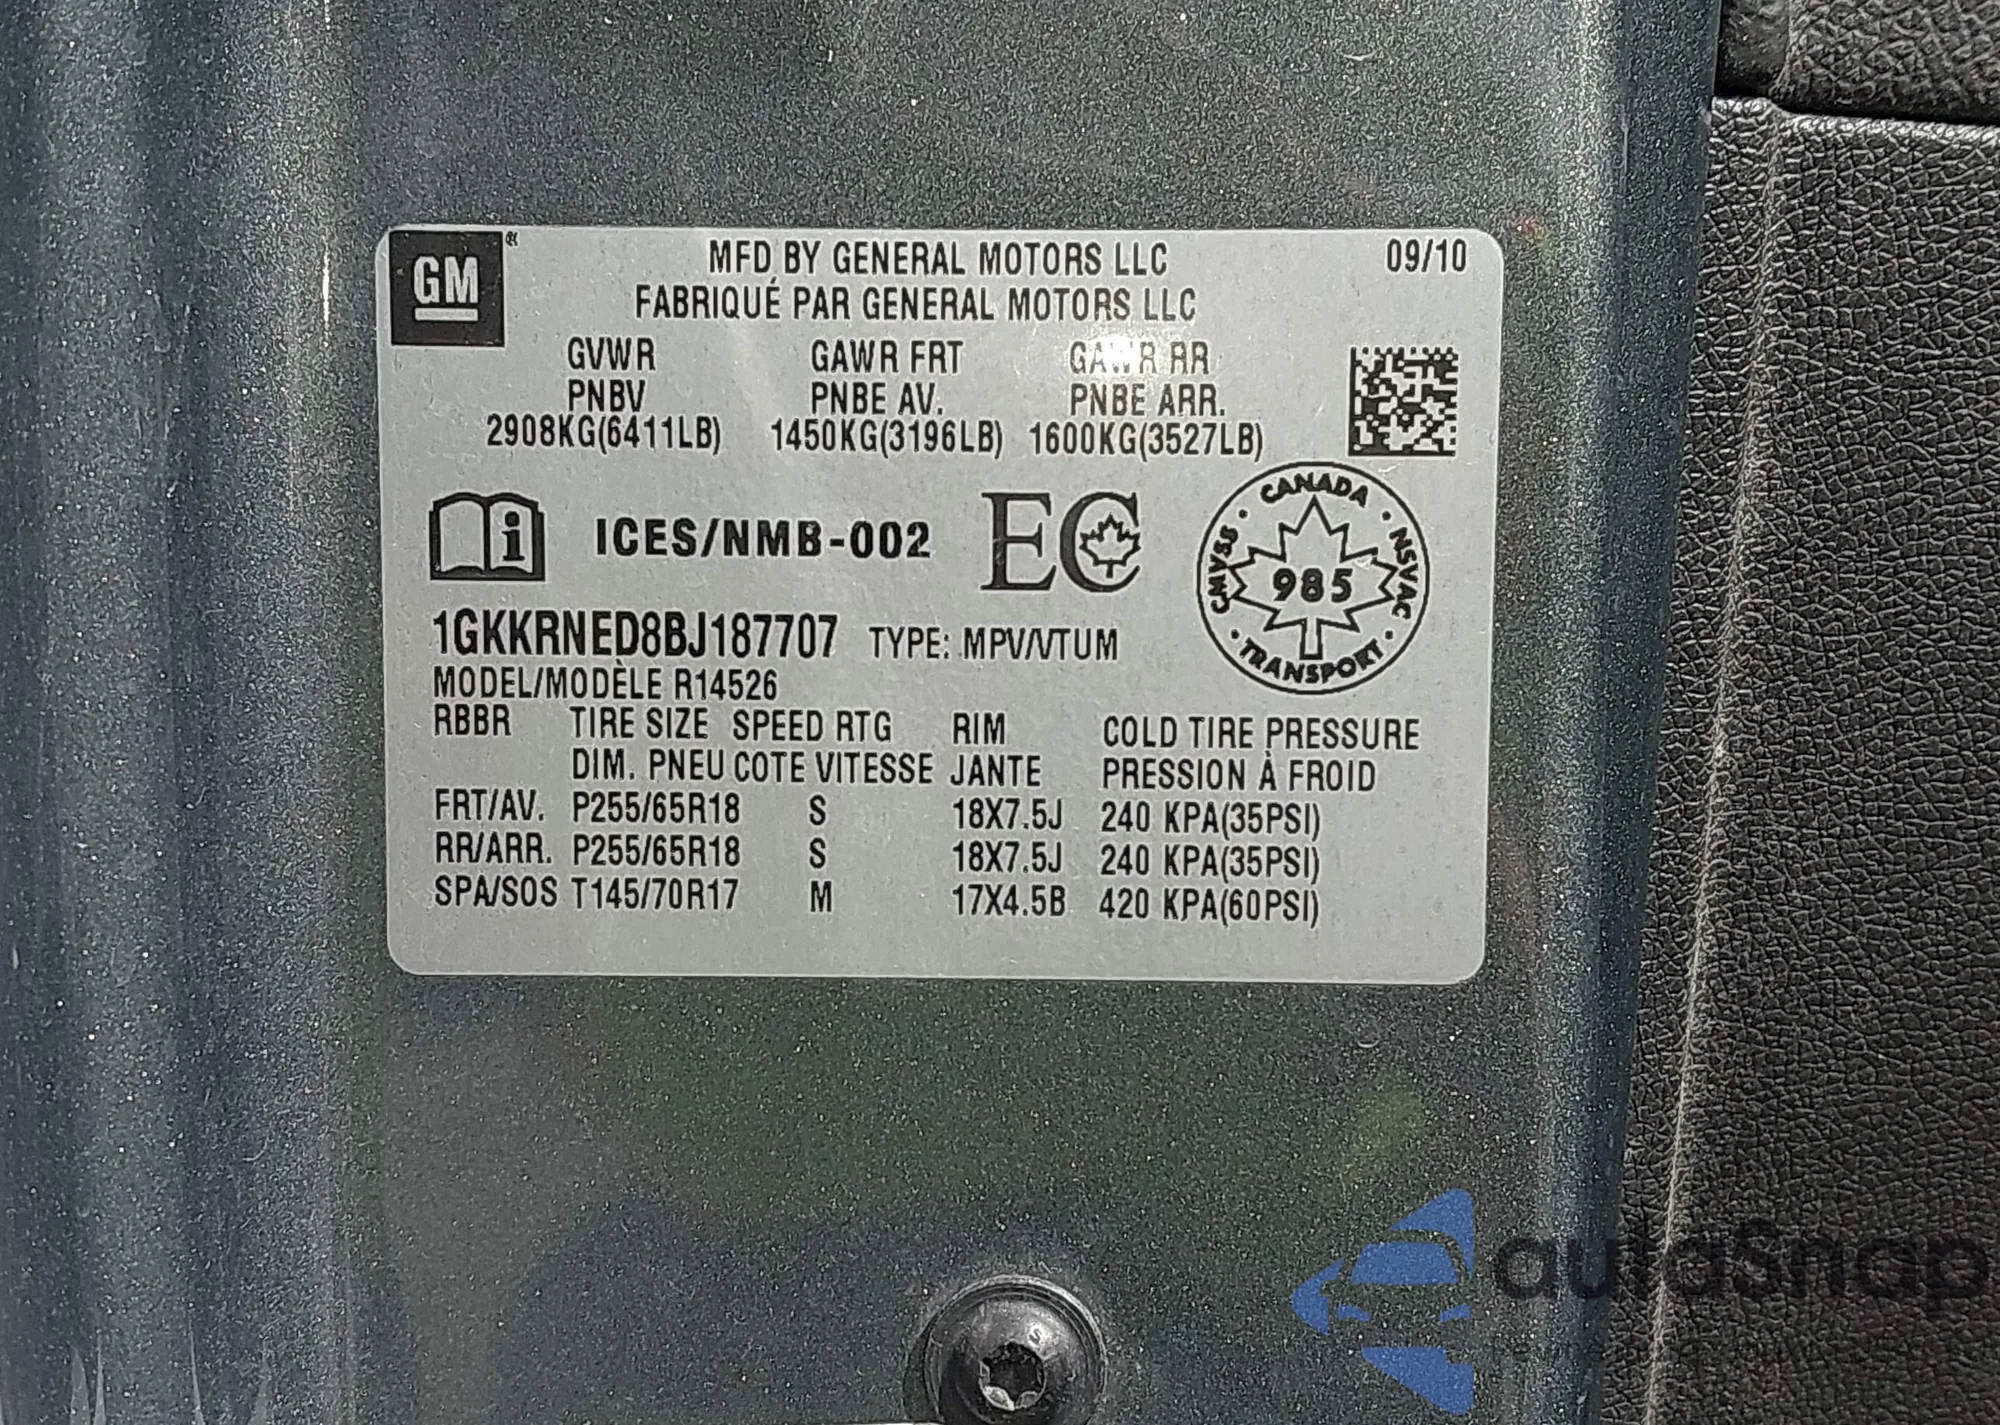 GM
MFD BY GENERAL MOTORS LLC 09/10
FABRIQUÉ PAR GENERAL MOTORS LLC
GVWR GAWR FRT GAWR RR
PNBV PNBE AV. PNBE ARR.
2908KG(6411LB) 1450KG(3196LB) 1600KG(3527LB)
i ICES/NMB-002 EC
CANADA · NSVAC · TRANSPORT · CMVSS ·
985
1GKKRNED8BJ187707 TYPE: MPV/VTUM
MODEL/MODÈLE R14526
RBBR TIRE SIZE SPEED RTG RIM COLD TIRE PRESSURE
DIM. PNEU COTE VITESSE JANTE PRESSION À FROID
FRT/AV. P255/65R18 S 18X7.5J 240 KPA(35PSI)
RR/ARR. P255/65R18 S 18X7.5J 240 KPA(35PSI)
SPA/SOS T145/70R17 M 17X4.5B 420 KPA(60PSI)